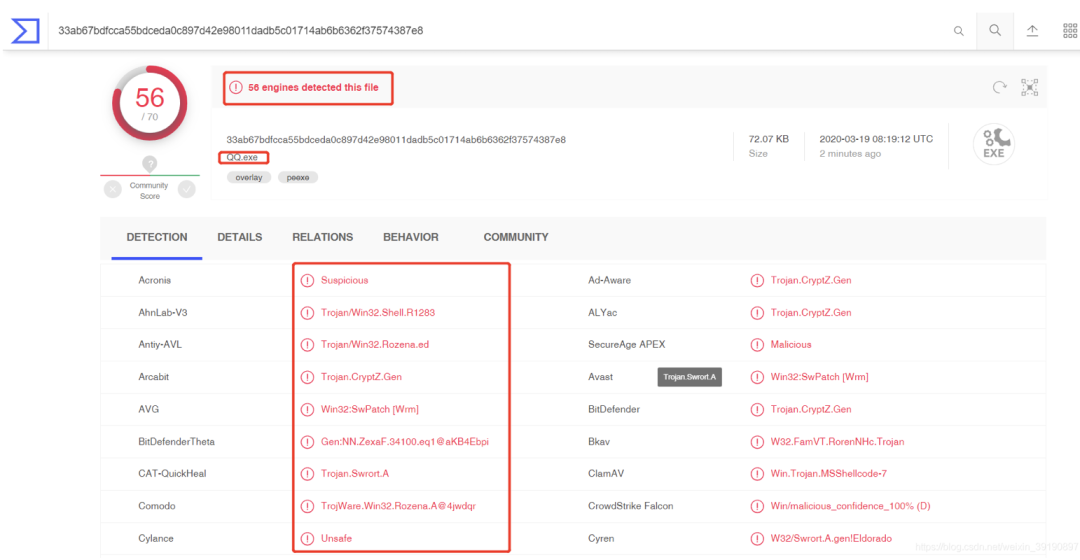 33ab67bdfcca55bdceda0c897d42e98011dadb5c01714ab6b6362f37574387e8
56
/ 70
56 engines detected this file
33ab67bdfcca55bdceda0c897d42e98011dadb5c01714ab6b6362f37574387e8
QQ.exe
overlay peexe
72.07 KB
Size
2020-03-19 08:19:12 UTC
2 minutes ago
EXE
?
Community
Score
DETECTION DETAILS RELATIONS BEHAVIOR COMMUNITY
Acronis Suspicious Ad-Aware Trojan.CryptZ.Gen
AhnLab-V3 Trojan/Win32.Shell.R1283 ALYac Trojan.CryptZ.Gen
Antiy-AVL Trojan/Win32.Rozena.ed SecureAge APEX Malicious
Arcabit Trojan.CryptZ.Gen Avast Trojan.Swrort.A Win32:SwPatch [Wrm]
AVG Win32:SwPatch [Wrm] BitDefender Trojan.CryptZ.Gen
BitDefenderTheta Gen:NN.ZexaF.34100.eq1@aKB4Ebpi Bkav W32.FamVT.RorenNHc.Trojan
CAT-QuickHeal Trojan.Swrort.A ClamAV Win.Trojan.MSShellcode-7
Comodo TrojWare.Win32.Rozena.A@4jwdqr CrowdStrike Falcon Win/malicious_confidence_100% (D)
Cylance Unsafe Cyren W32/Swrort.A.gen!Eldorado